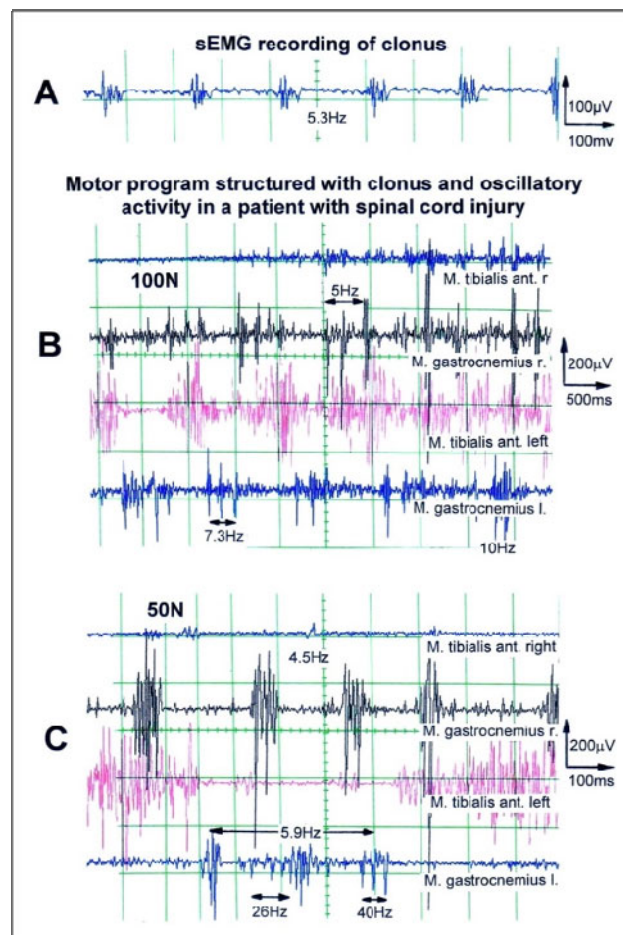 sEMG recording of clonus
A
5.3Hz
100µV
100mv
Motor program structured with clonus and oscillatory
activity in a patient with spinal cord injury
M. tibialis ant. r
100N
5Hz
B
M. gastrocnemius r.
200µV
500ms
M. tibialis ant. left
M. gastrocnemius l.
7.3Hz
10Hz
50N
4.5Hz
M. tibialis ant. right
M. gastrocnemius r.
C
200µV
100ms
M. tibialis ant. left
5.9Hz
M. gastrocnemius l.
26Hz
40Hz